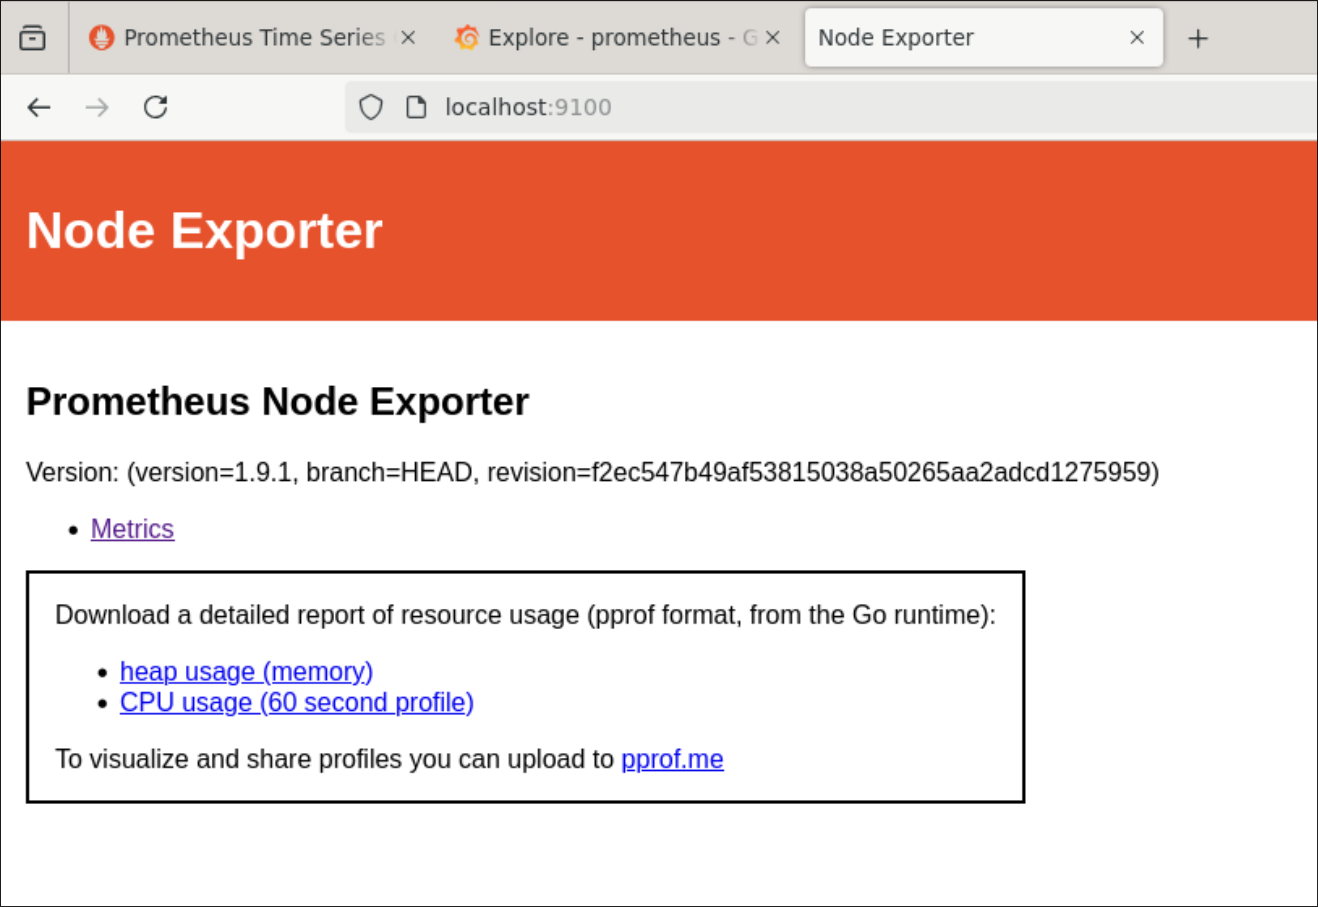 Prometheus Time Series
Explore - prometheus - G
Node Exporter
localhost:9100
Node Exporter
Prometheus Node Exporter
Version: (version=1.9.1, branch=HEAD, revision=f2ec547b49af53815038a50265aa2adcd1275959)
Metrics
Download a detailed report of resource usage (pprof format, from the Go runtime):
heap usage (memory)
CPU usage (60 second profile)
To visualize and share profiles you can upload to pprof.me